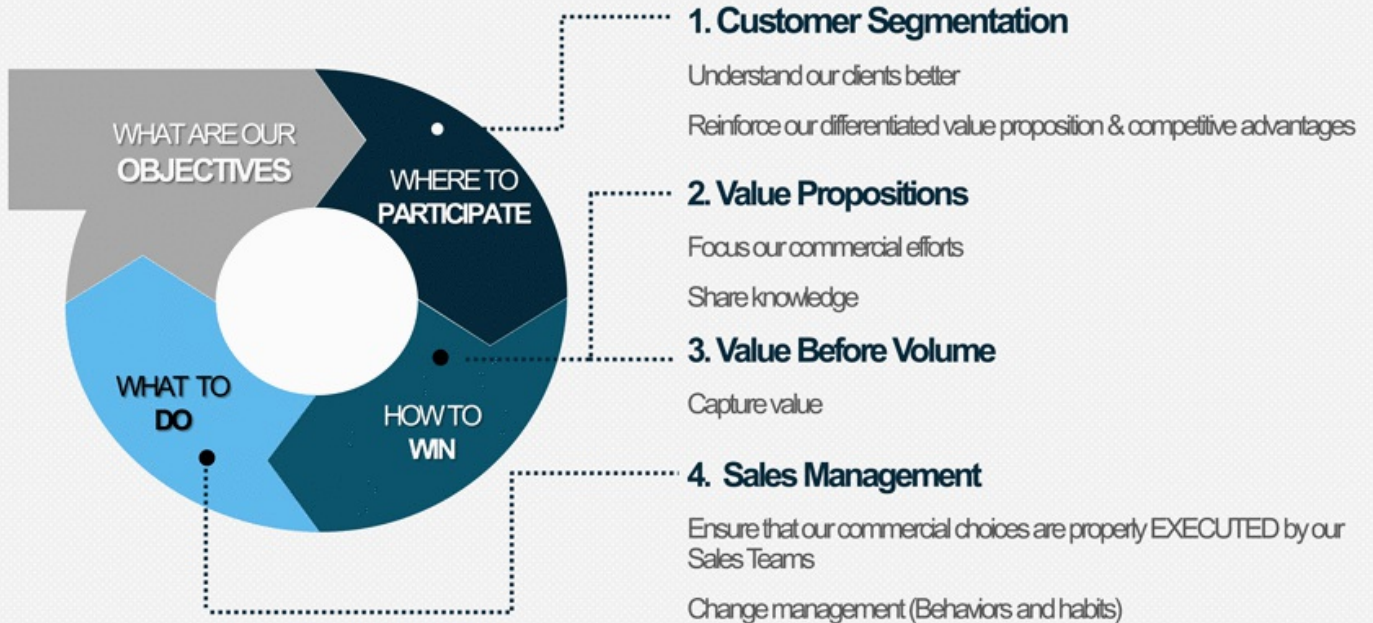 WHAT ARE OUR
OBJECTIVES
WHERE TO
PARTICIPATE
HOW TO
WIN
WHAT TO
DO
1. Customer Segmentation
Understand our clients better
Reinforce our differentiated value proposition & competitive advantages
2. Value Propositions
Focus our commercial efforts
Share knowledge
3. Value Before Volume
Capture value
4. Sales Management
Ensure that our commercial choices are properly EXECUTED by our
Sales Teams
Change management (Behaviors and habits)